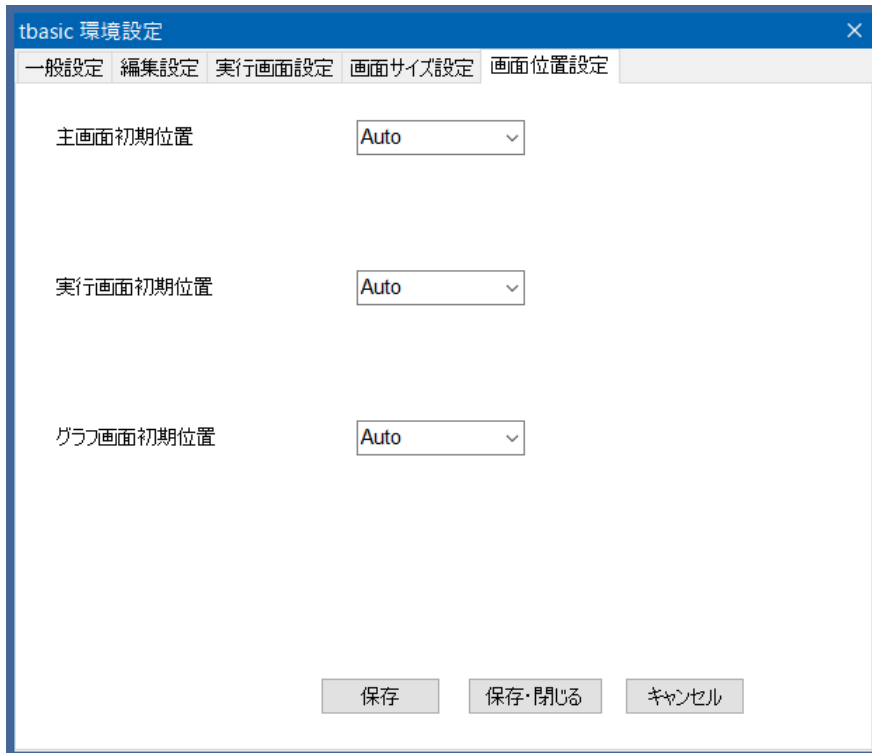 tbasic 環境設定
一般設定 編集設定 実行画面設定 画面サイズ設定 画面位置設定
主画面初期位置 Auto
実行画面初期位置 Auto
グラフ画面初期位置 Auto
保存 保存・閉じる キャンセル